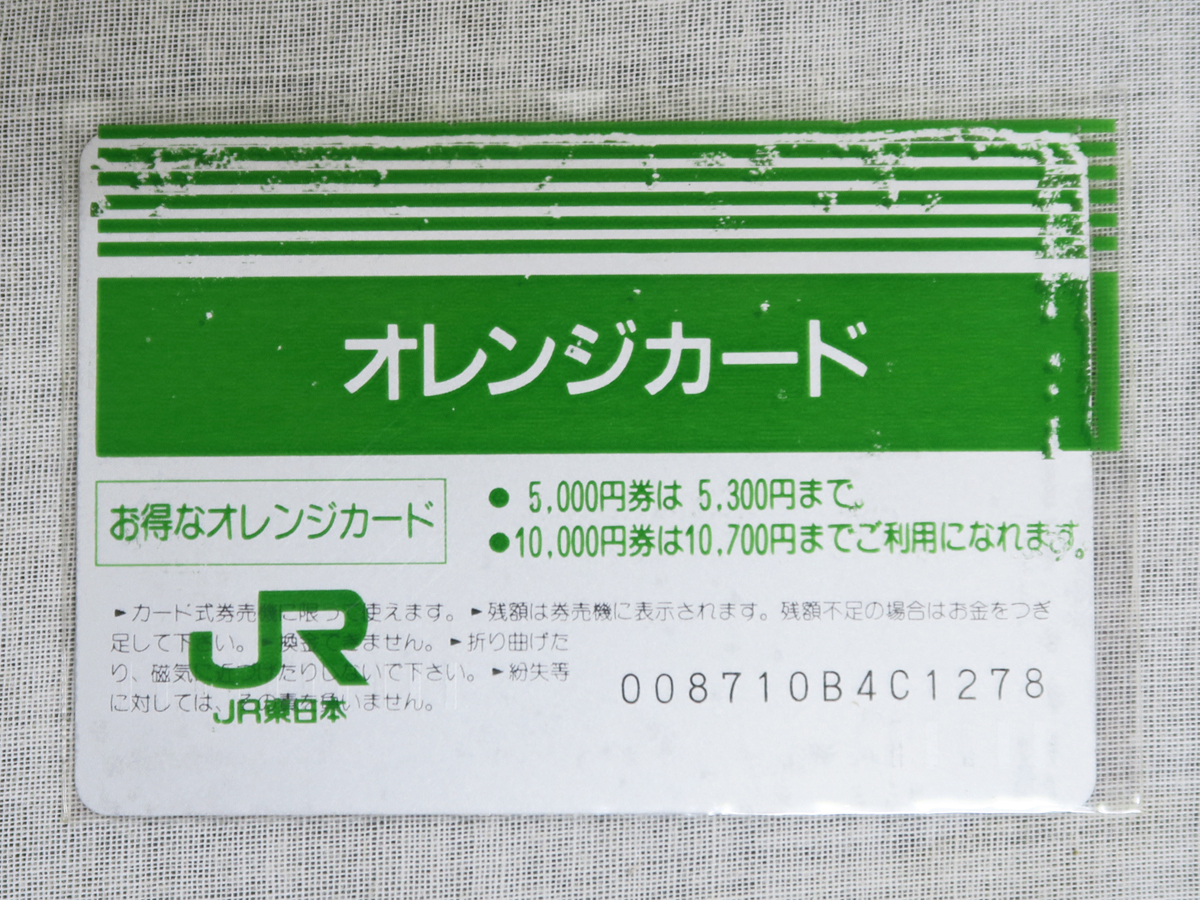 オレンジカード
お得なオレンジカード
● 5,000円券は 5,300円まで。
●10,000円券は10,700円までご利用になれます。
►カード式券売機に限って使えます。►残額は券売機に表示されます。残額不足の場合はお金をつぎ
足して下さい。►換金できません。►折り曲げた
り、磁気に近づけたりしないで下さい。►紛失等
に対しては、その責を負いません。
008710B4C1278
JR
JR東日本